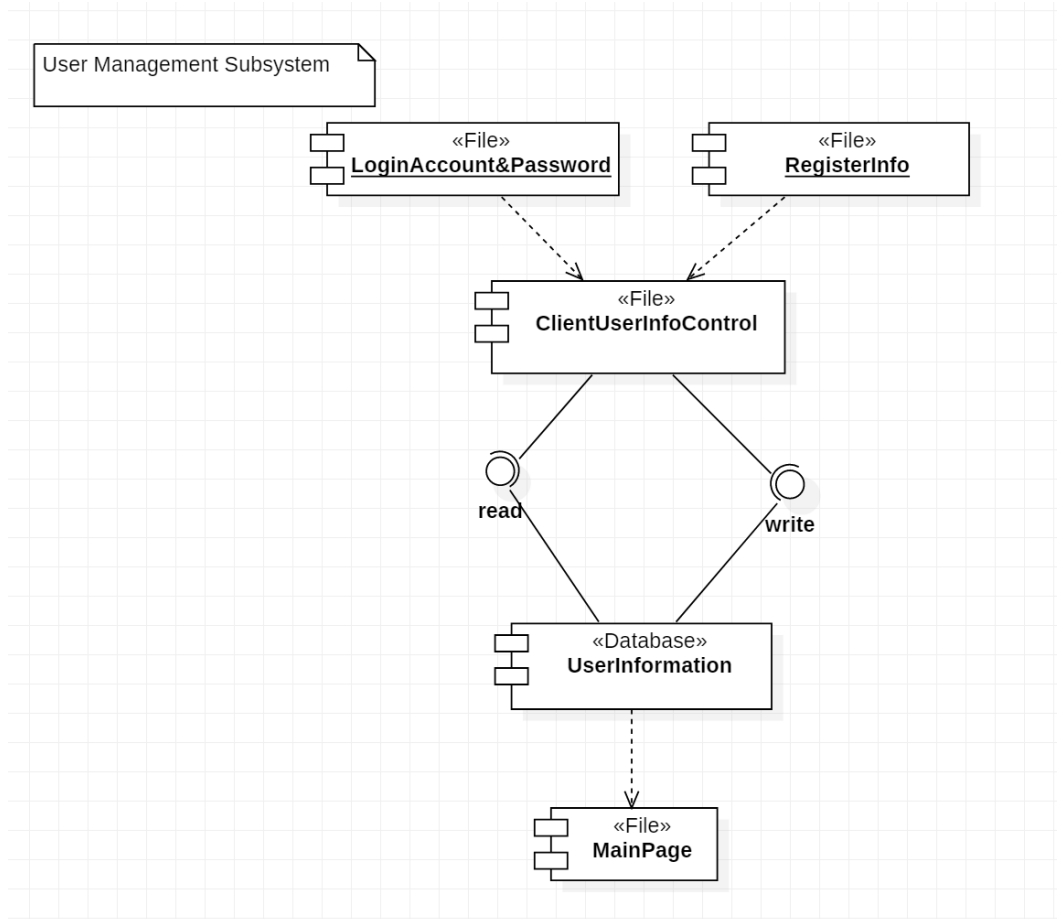 User Management Subsystem
«File»
LoginAccount&Password
«File»
RegisterInfo
«File»
ClientUserInfoControl
read
write
«Database»
UserInformation
«File»
MainPage